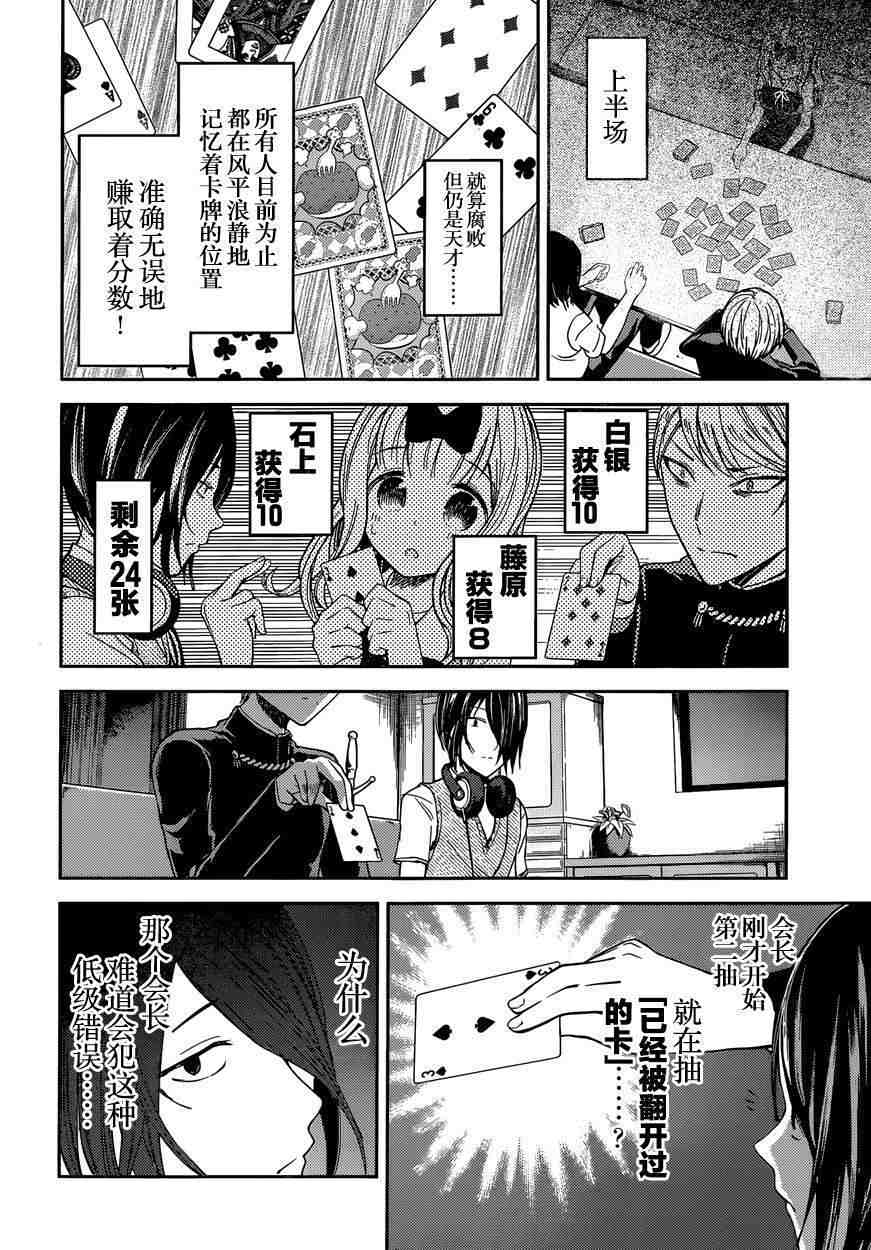 上半场
就算腐败
但仍是天才
……
所有人目前为止
都在风平浪静地
记忆着卡牌的位置
准确无误地
赚取着分数！
A
9
白银
获得10
藤原
获得8
石上
获得10
剩余24张
会长
刚才开始
第二抽
就在抽
「已经被翻开过
的卡」……？
3
3
为什么
那个会长
难道会犯这种
低级错误……